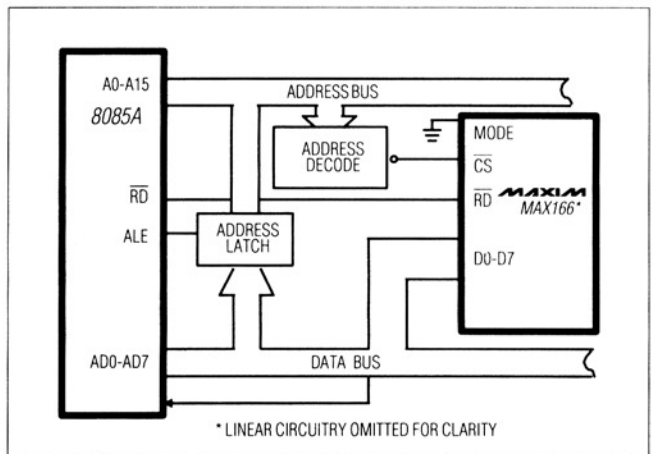 A0-A15
8085A
RD
ALE
AD0-AD7
ADDRESS BUS
ADDRESS
DECODE
ADDRESS
LATCH
DATA BUS
MODE
CS
RD
MAXIM
MAX166*
D0-D7
* LINEAR CIRCUITRY OMITTED FOR CLARITY